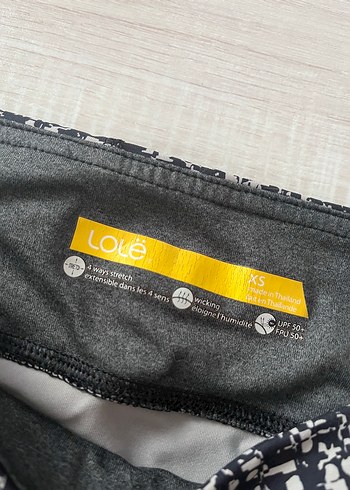 Lolë
XS
Made in Thailand
Fait en Thaïlande
4 ways stretch
extensible dans les 4 sens
wicking
éloigne l'humidité
UPF 50+
FPU 50+